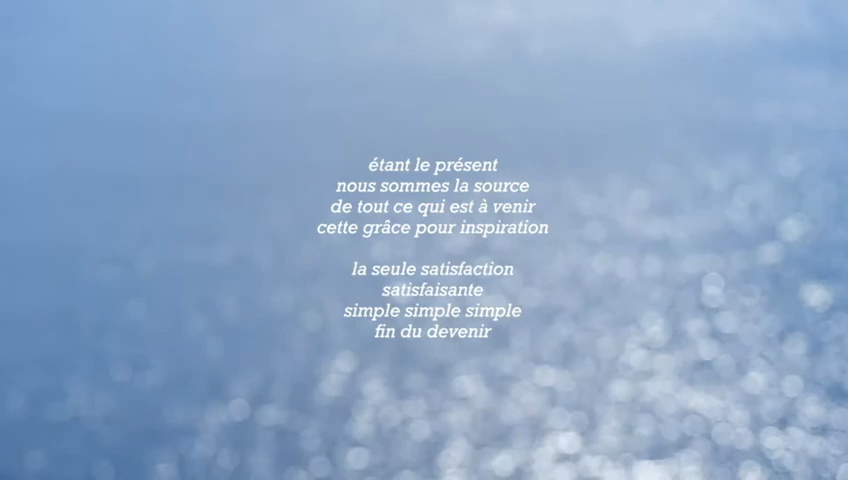 étant le présent
nous sommes la source
de tout ce qui est à venir
cette grâce pour inspiration
la seule satisfaction
satisfaisante
simple simple simple
fin du devenir